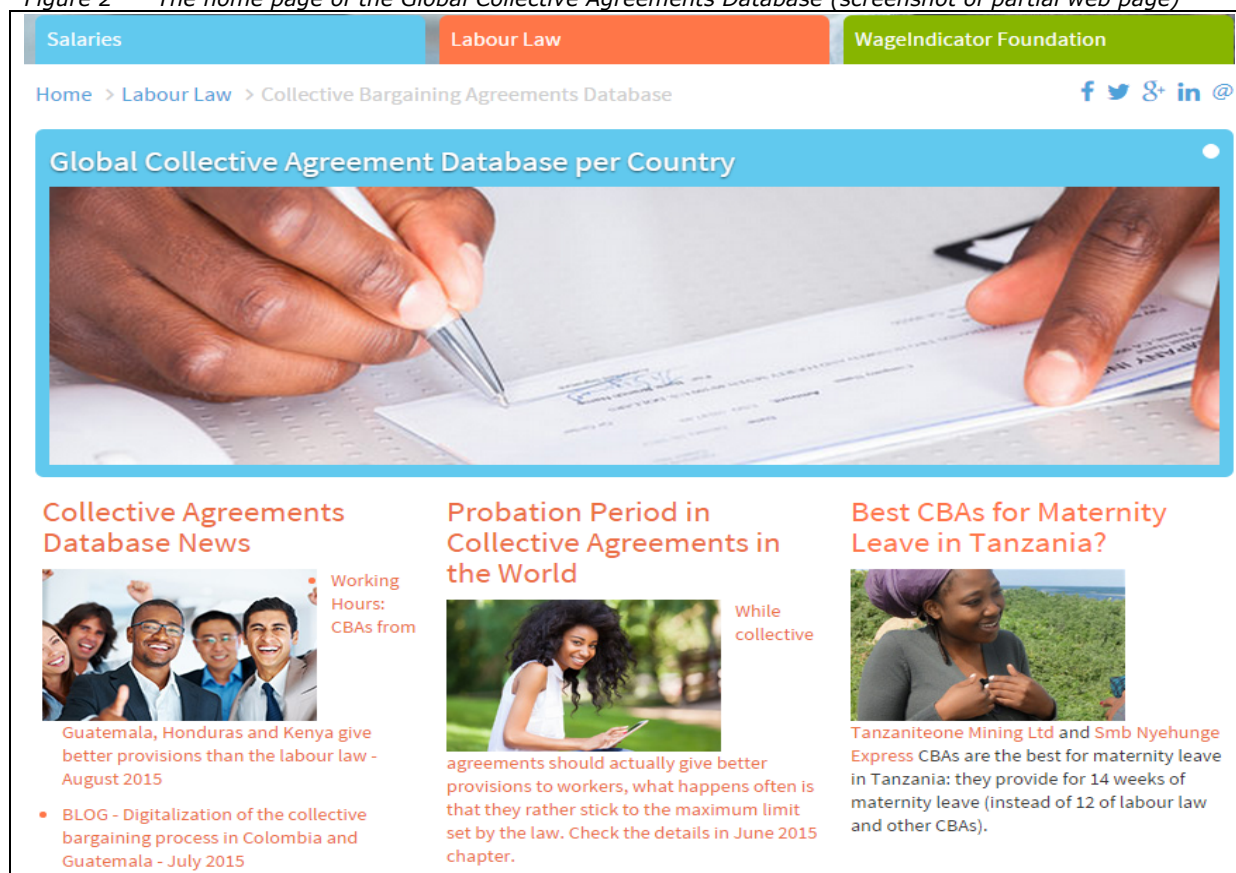 Figure 2 The home page of the Global Collective Agreements Database (screenshot of partial web page)
Salaries
Labour Law
WageIndicator Foundation
Home > Labour Law > Collective Bargaining Agreements Database
Global Collective Agreement Database per Country
Collective Agreements
Database News
Working
Hours:
CBAs from
Guatemala, Honduras and Kenya give
better provisions than the labour law -
August 2015
BLOG - Digitalization of the collective
bargaining process in Colombia and
Guatemala - July 2015
Probation Period in
Collective Agreements in
the World
While
collective
agreements should actually give better
provisions to workers, what happens often is
that they rather stick to the maximum limit
set by the law. Check the details in June 2015
chapter.
Best CBAs for Maternity
Leave in Tanzania?
Tanzaniteone Mining Ltd and Smb Nyehunge
Express CBAs are the best for maternity leave
in Tanzania: they provide for 14 weeks of
maternity leave (instead of 12 of labour law
and other CBAs).